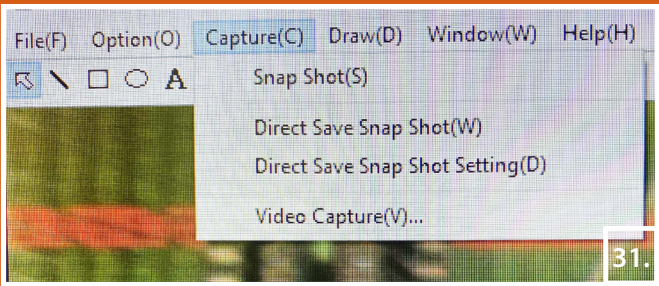 File(F) Option(O) Capture(C) Draw(D) Window(W) Help(H)
A
Snap Shot(S)
Direct Save Snap Shot(W)
Direct Save Snap Shot Setting(D)
Video Capture(V)...
31.